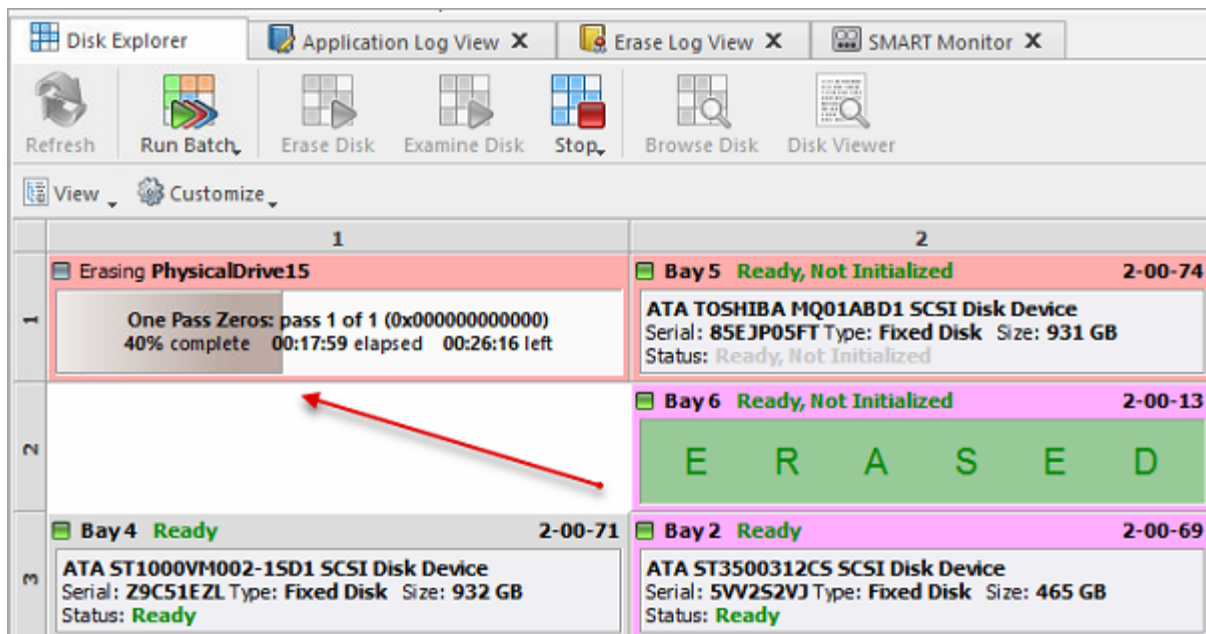 Disk Explorer Application Log View X Erase Log View X SMART Monitor X
Refresh Run Batch Erase Disk Examine Disk Stop Browse Disk Disk Viewer
View Customize
1 2
1
Erasing PhysicalDrive15
One Pass Zeros: pass 1 of 1 (0x000000000000)
40% complete 00:17:59 elapsed 00:26:16 left
Bay 5 Ready, Not Initialized 2-00-74
ATA TOSHIBA MQ01ABD1 SCSI Disk Device
Serial: 85EJP05FT Type: Fixed Disk Size: 931 GB
Status: Ready, Not Initialized
2
Bay 6 Ready, Not Initialized 2-00-13
E R A S E D
3
Bay 4 Ready 2-00-71
ATA ST1000VM002-1SD1 SCSI Disk Device
Serial: Z9C51EZL Type: Fixed Disk Size: 932 GB
Status: Ready
Bay 2 Ready 2-00-69
ATA ST3500312CS SCSI Disk Device
Serial: 5VV2S2VJ Type: Fixed Disk Size: 465 GB
Status: Ready